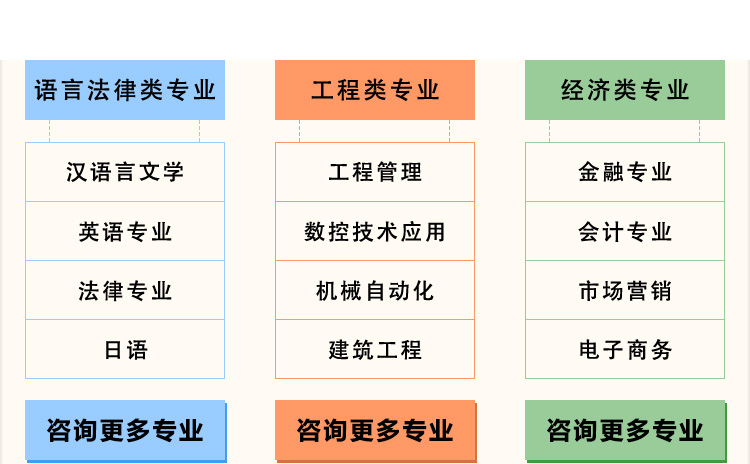 语言法律类专业
汉语言文学
英语专业
法律专业
日语
咨询更多专业
工程类专业
工程管理
数控技术应用
机械自动化
建筑工程
咨询更多专业
经济类专业
金融专业
会计专业
市场营销
电子商务
咨询更多专业